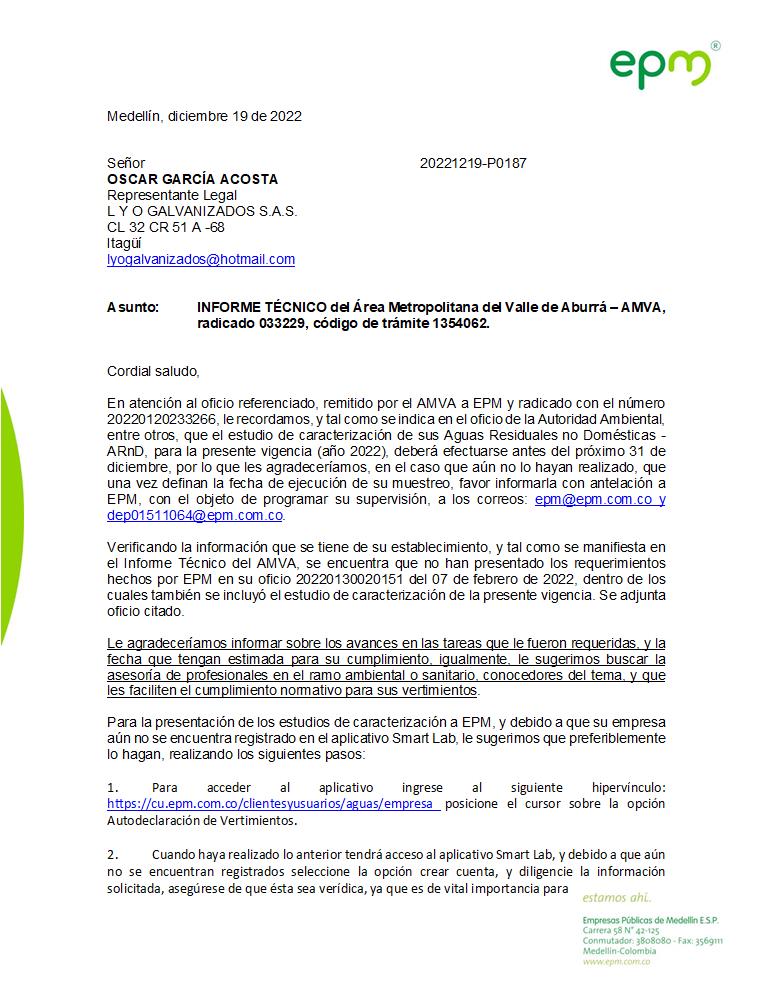 epm®
Medellín, diciembre 19 de 2022
Señor 20221219-P0187
OSCAR GARCÍA ACOSTA
Representante Legal
L Y O GALVANIZADOS S.A.S.
CL 32 CR 51 A -68
Itagüí
lyogalvanizados@hotmail.com
Asunto: INFORME TÉCNICO del Área Metropolitana del Valle de Aburrá – AMVA,
radicado 033229, código de trámite 1354062.
Cordial saludo,
En atención al oficio referenciado, remitido por el AMVA a EPM y radicado con el número
20220120233266, le recordamos, y tal como se indica en el oficio de la Autoridad Ambiental,
entre otros, que el estudio de caracterización de sus Aguas Residuales no Domésticas -
ARnD, para la presente vigencia (año 2022), deberá efectuarse antes del próximo 31 de
diciembre, por lo que les agradeceríamos, en el caso que aún no lo hayan realizado, que
una vez definan la fecha de ejecución de su muestreo, favor informarla con antelación a
EPM, con el objeto de programar su supervisión, a los correos: epm@epm.com.co y
dep01511064@epm.com.co.
Verificando la información que se tiene de su establecimiento, y tal como se manifiesta en
el Informe Técnico del AMVA, se encuentra que no han presentado los requerimientos
hechos por EPM en su oficio 20220130020151 del 07 de febrero de 2022, dentro de los
cuales también se incluyó el estudio de caracterización de la presente vigencia. Se adjunta
oficio citado.
Le agradeceríamos informar sobre los avances en las tareas que le fueron requeridas, y la
fecha que tengan estimada para su cumplimiento, igualmente, le sugerimos buscar la
asesoría de profesionales en el ramo ambiental o sanitario, conocedores del tema, y que
les faciliten el cumplimiento normativo para sus vertimientos.
Para la presentación de los estudios de caracterización a EPM, y debido a que su empresa
aún no se encuentra registrado en el aplicativo Smart Lab, le sugerimos que preferiblemente
lo hagan, realizando los siguientes pasos:
1. Para acceder al aplicativo ingrese al siguiente hipervínculo:
https://cu.epm.com.co/clientesyusuarios/aguas/empresa posicione el cursor sobre la opción
Autodeclaración de Vertimientos.
2. Cuando haya realizado lo anterior tendrá acceso al aplicativo Smart Lab, y debido a que aún
no se encuentran registrados seleccione la opción crear cuenta, y diligencie la información
solicitada, asegúrese de que ésta sea verídica, ya que es de vital importancia para
estamos ahí.
Empresas Públicas de Medellín E.S.P.
Carrera 58 N° 42-125
Conmutador: 3808080 - Fax: 3569111
Medellín-Colombia
www.epm.com.co